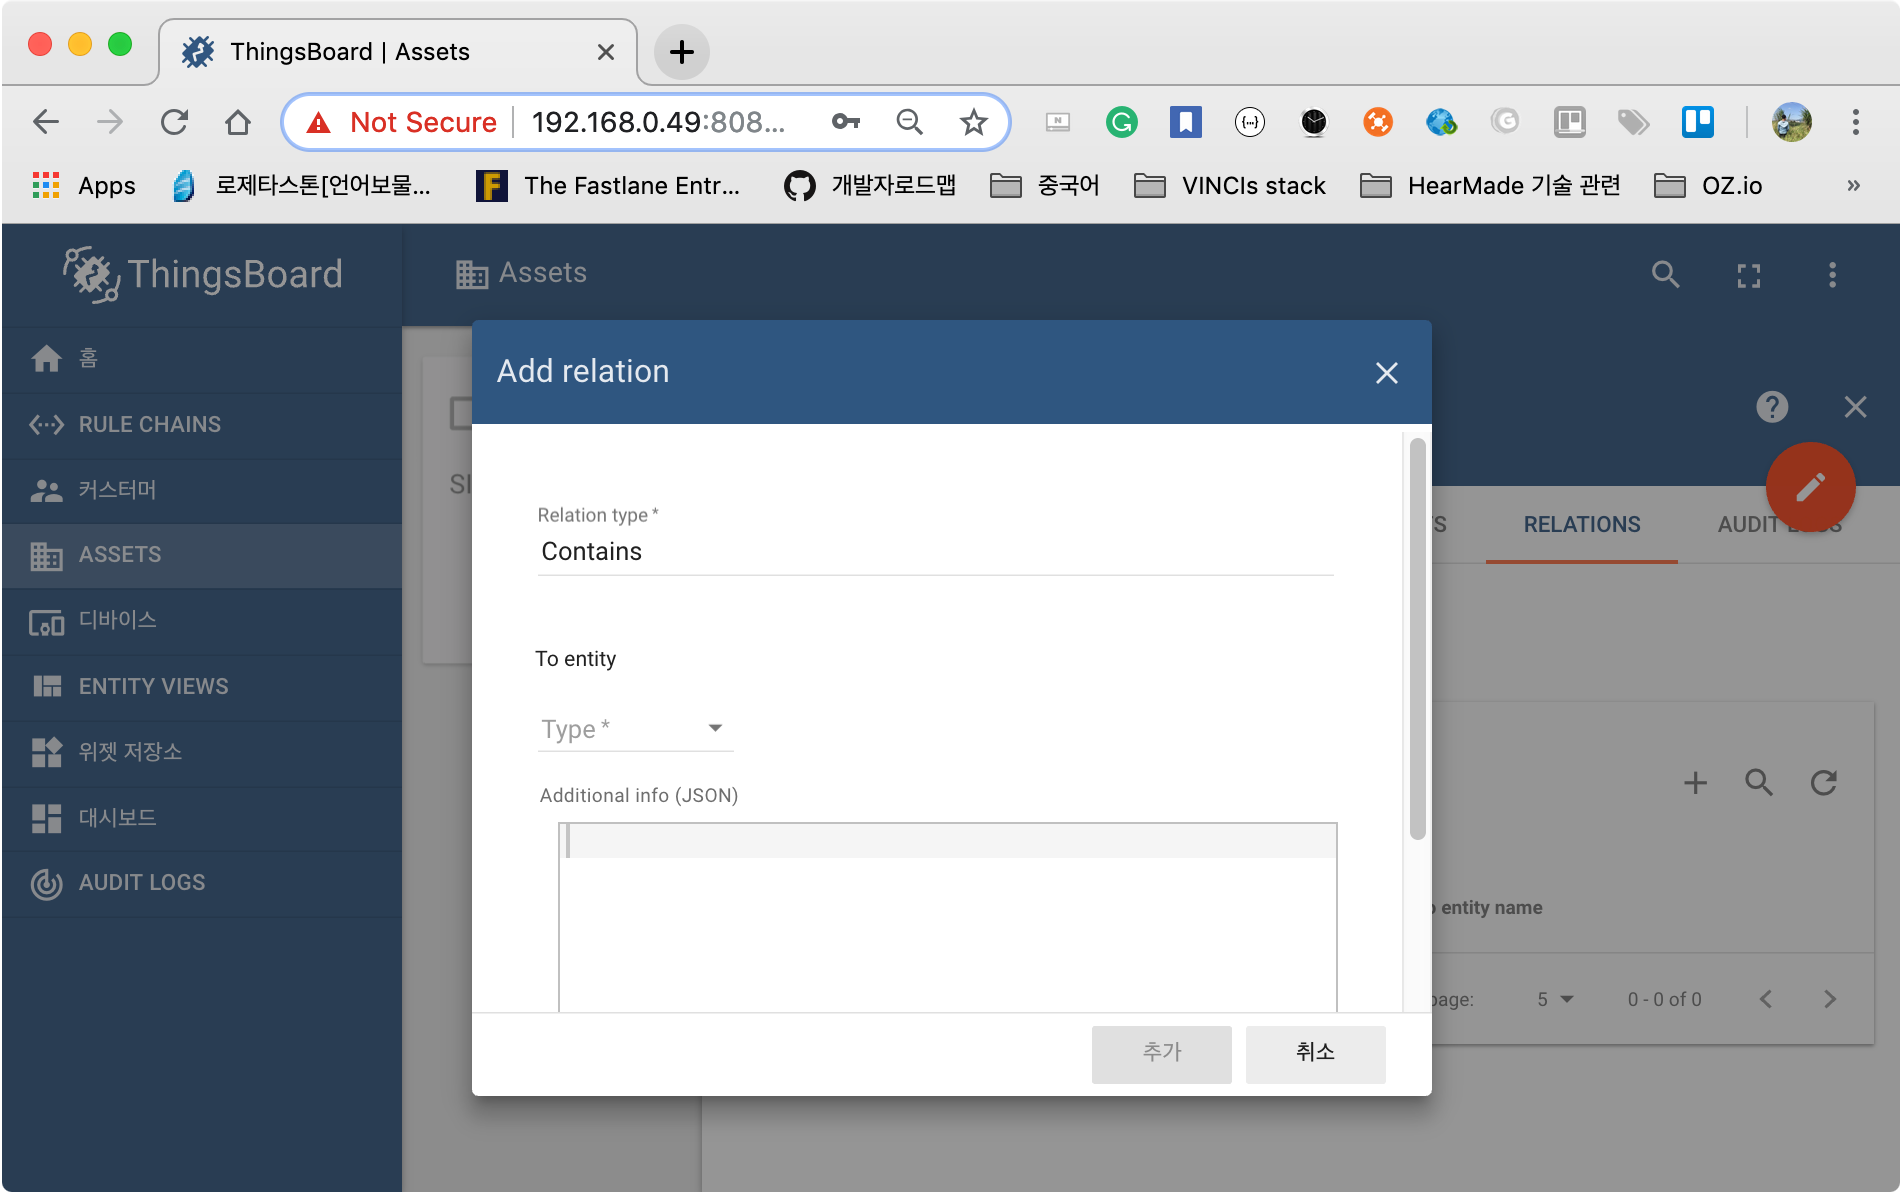 ThingsBoard | Assets
Not Secure
192.168.0.49:808...
Apps
로제타스톤[언어보물...
The Fastlane Entr...
개발자로드맵
중국어
VINCIs stack
HearMade 기술 관련
OZ.io
»
ThingsBoard
Assets
홈
RULE CHAINS
커스터머
ASSETS
디바이스
ENTITY VIEWS
위젯 저장소
대시보드
AUDIT LOGS
Add relation
Relation type *
Contains
To entity
Type *
Additional info (JSON)
추가
취소
RELATIONS
AUDIT
entity name
page:
5
0 - 0 of 0